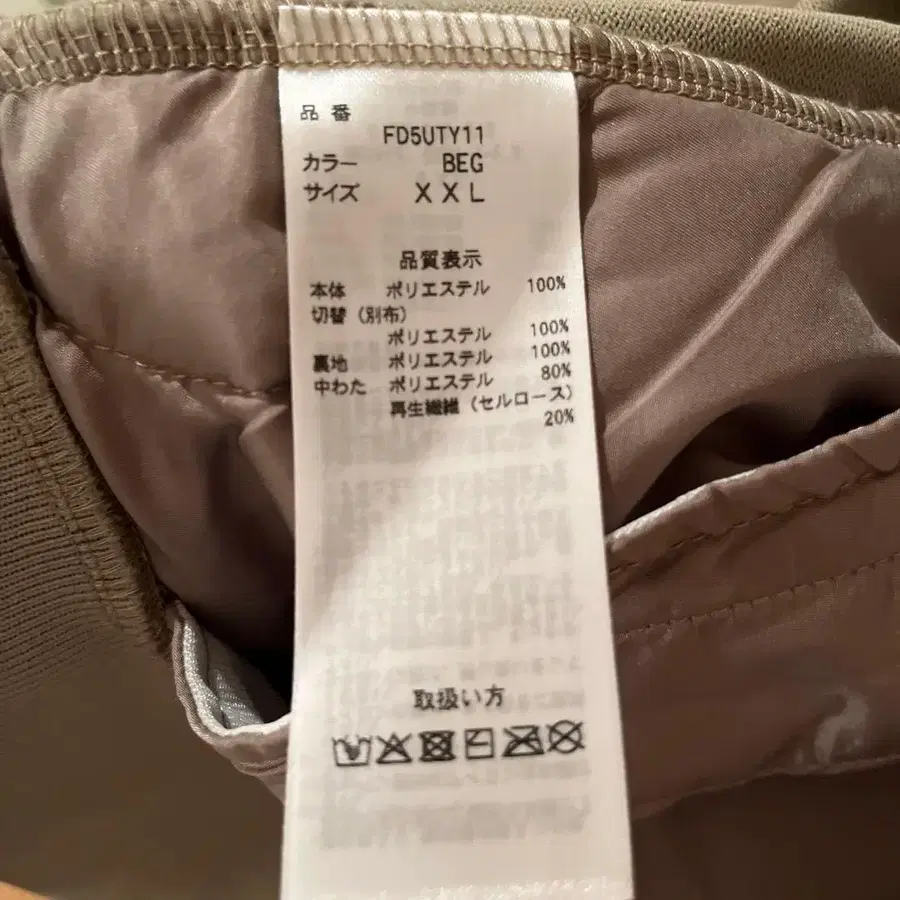 品番
FD5UTY11
カラー BEG
サイズ XXL
品質表示
本体 ポリエステル 100%
切替（別布）
ポリエステル 100%
裏地 ポリエステル 100%
中わた ポリエステル 80%
再生繊維（セルロース）
20%
取扱い方